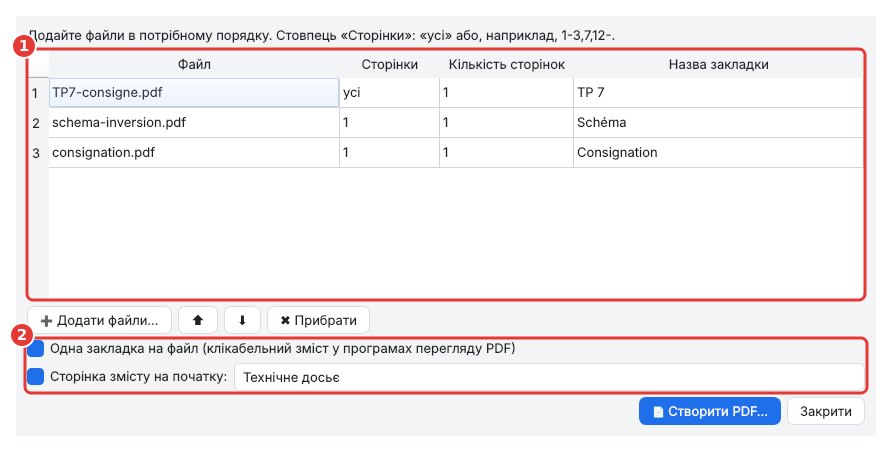 Додайте файли в потрібному порядку. Стовпець «Сторінки»: «усі» або, наприклад, 1-3,7,12-.
1
Файл Сторінки Кількість сторінок Назва закладки
1 TP7-consigne.pdf усі 1 TP 7
2 schema-inversion.pdf 1 1 Schéma
3 consignation.pdf 1 1 Consignation
➕ Додати файли... ⬆ ⬇ ✖ Прибрати
2
Одна закладка на файл (клікабельний зміст у програмах перегляду PDF)
Сторінка змісту на початку: Технічне досьє
Створити PDF... Закрити